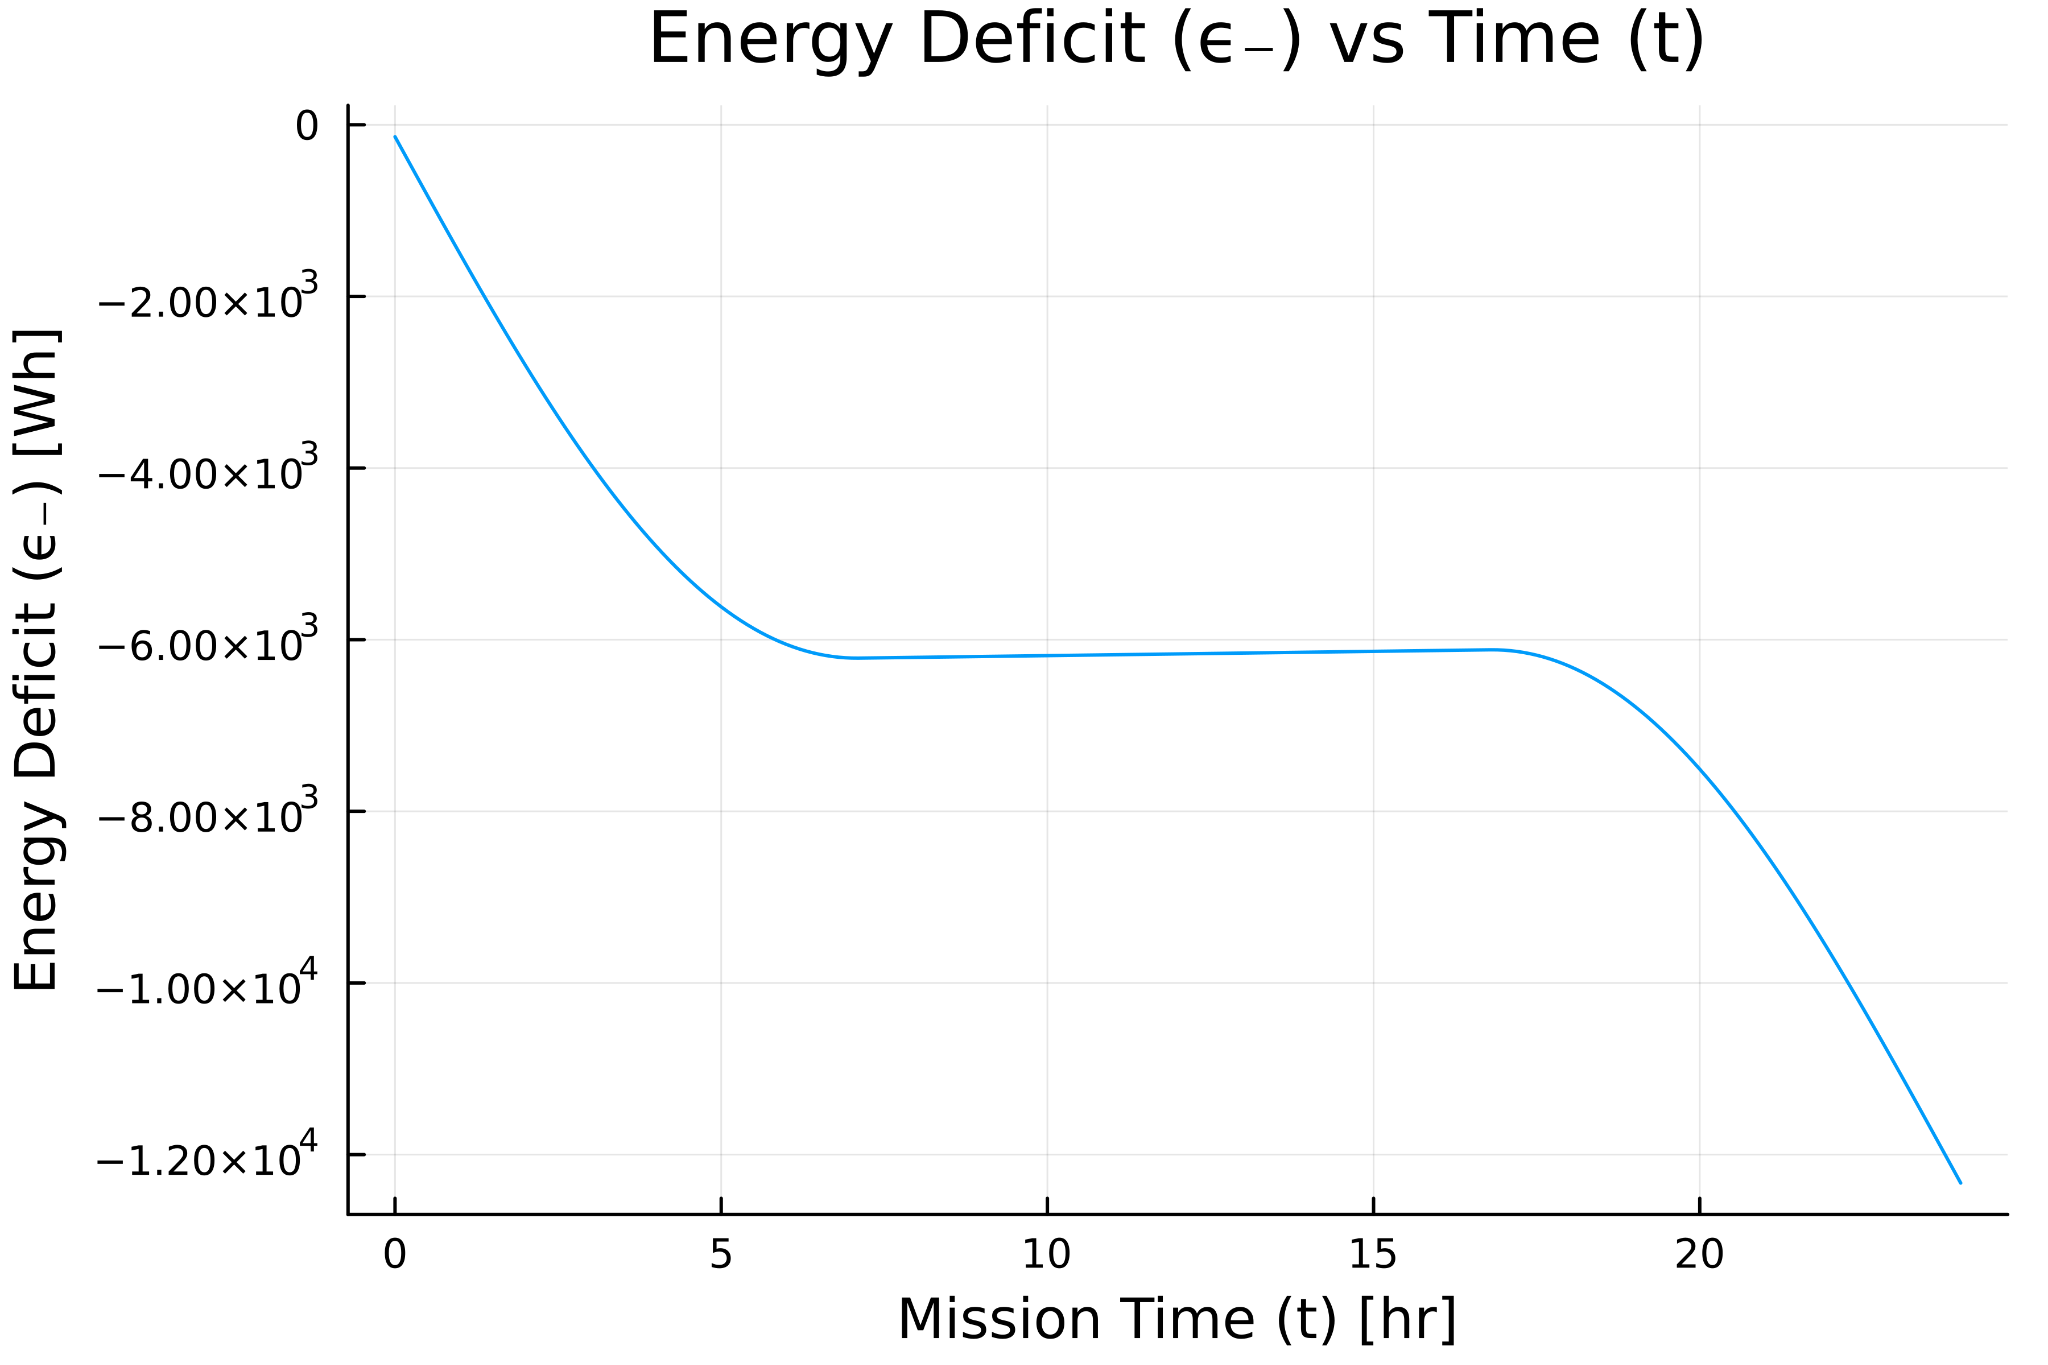 Energy Deficit (ϵ₋) vs Time (t)
Energy Deficit (ϵ₋) [Wh]
0
−2.00×10³
−4.00×10³
−6.00×10³
−8.00×10³
−1.00×10⁴
−1.20×10⁴
0 5 10 15 20
Mission Time (t) [hr]